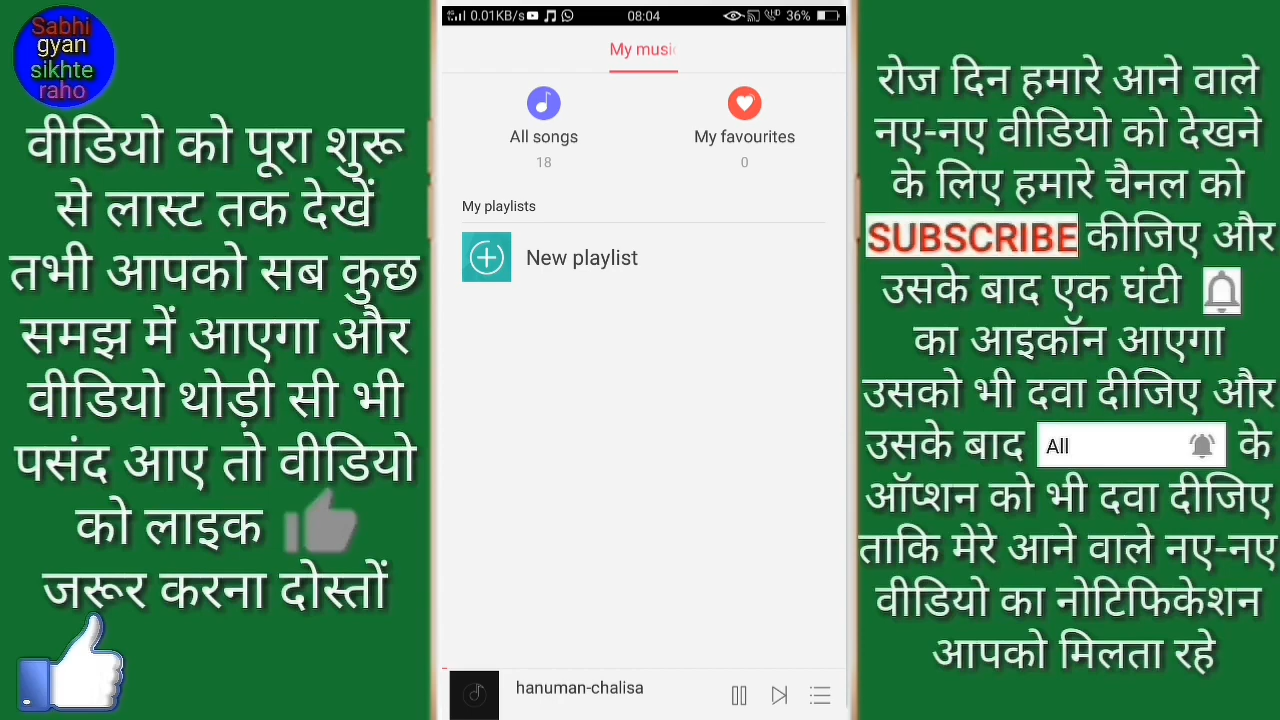 Sabhi
gyan
sikhte
raho
वीडियो को पूरा शुरू
से लास्ट तक देखें
तभी आपको सब कुछ
समझ में आएगा और
वीडियो थोड़ी सी भी
पसंद आए तो वीडियो
को लाइक
जरूर करना दोस्तों
0.01KB/s 08:04 36%
My music
All songs
18
My favourites
0
My playlists
New playlist
hanuman-chalisa
रोज दिन हमारे आने वाले
नए-नए वीडियो को देखने
के लिए हमारे चैनल को
SUBSCRIBE कीजिए और
उसके बाद एक घंटी
का आइकॉन आएगा
उसको भी दवा दीजिए और
उसके बाद All के
ऑप्शन को भी दवा दीजिए
ताकि मेरे आने वाले नए-नए
वीडियो का नोटिफिकेशन
आपको मिलता रहे